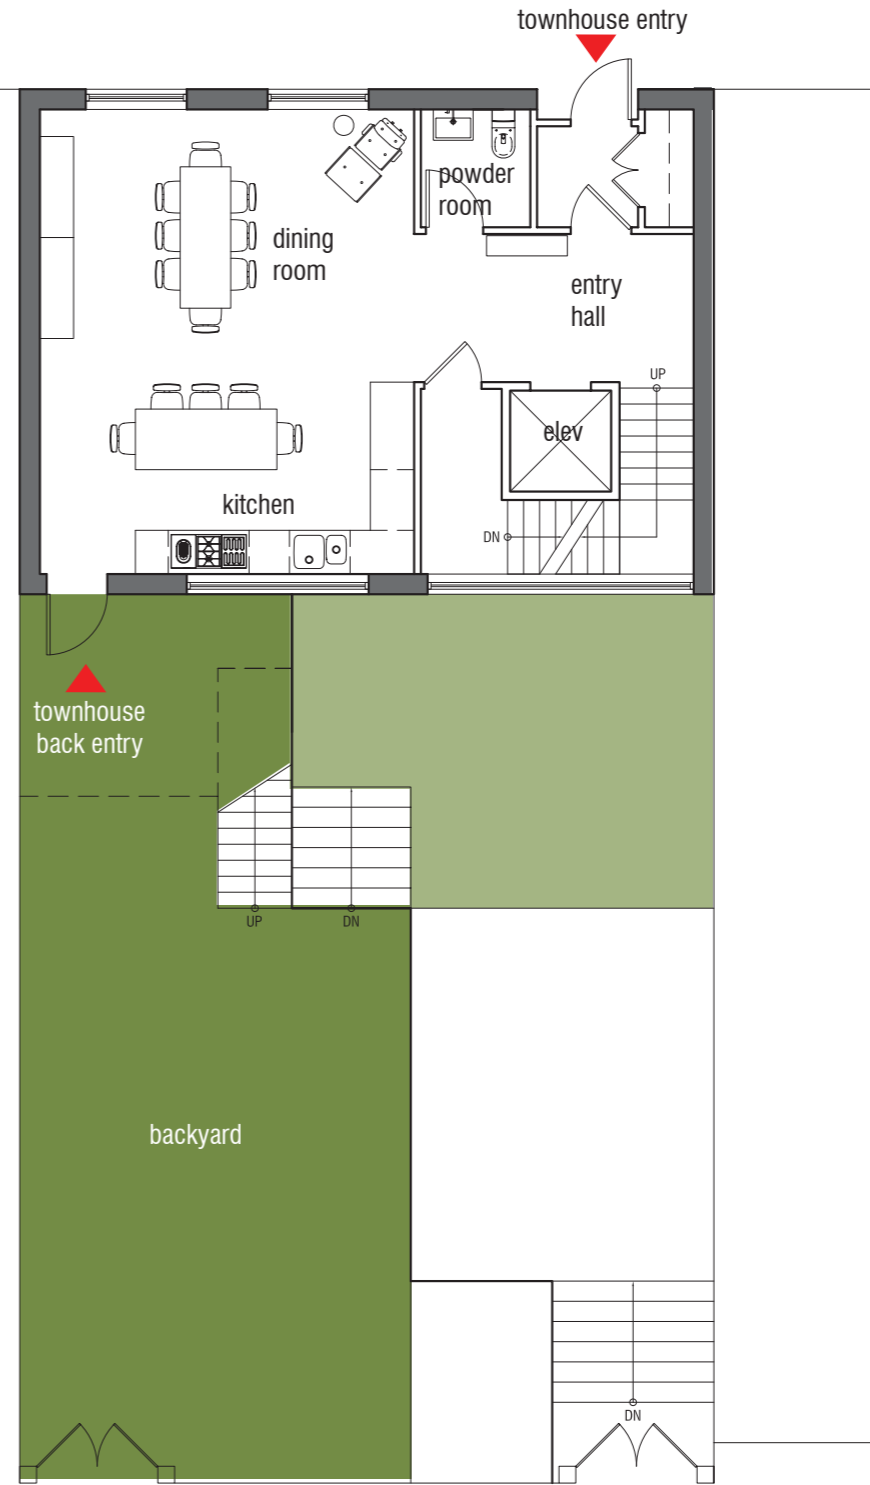 townhouse entry
powder
room
dining
room
entry
hall
UP
elev
kitchen
DN
townhouse
back entry
UP
DN
backyard
DN